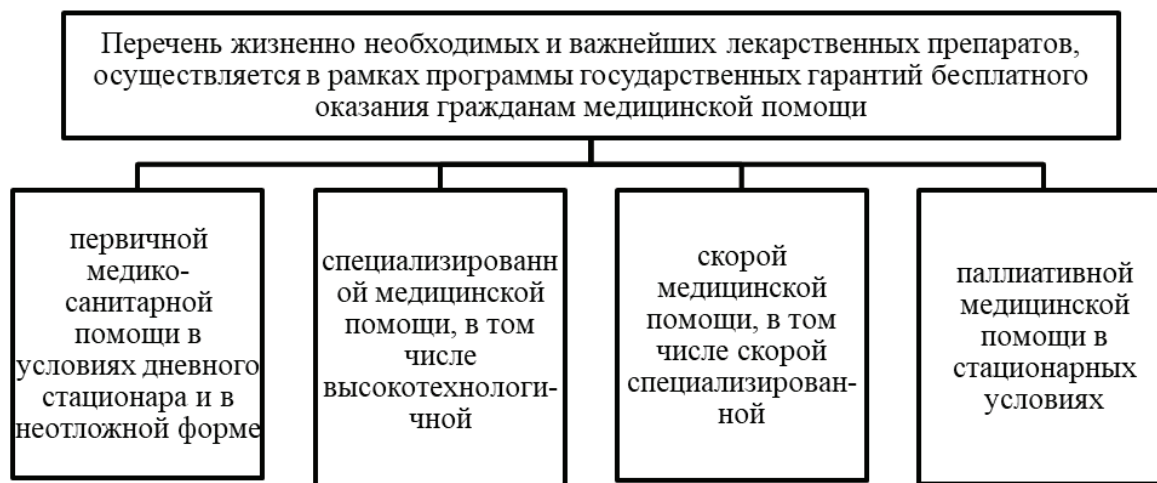 Перечень жизненно необходимых и важнейших лекарственных препаратов,
осуществляется в рамках программы государственных гарантий бесплатного
оказания гражданам медицинской помощи
первичной
медико-
санитарной
помощи в
условиях дневного
стационара и в
неотложной форме
специализированн
ой медицинской
помощи, в том
числе
высокотехнологи-
чной
скорой
медицинской
помощи, в том
числе скорой
специализирован-
ной
паллиативной
медицинской
помощи в
стационарных
условиях